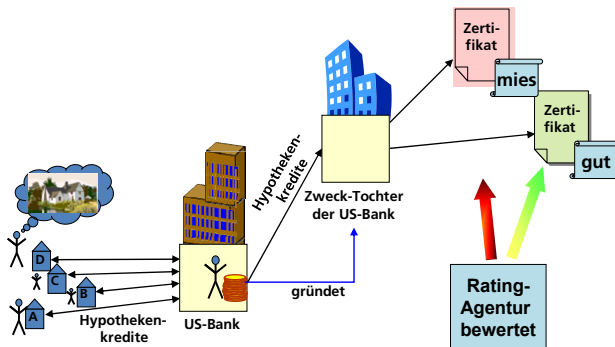 Zerti-
fikat
mies
Zerti-
fikat
gut
Hypotheken-
kredite
Zweck-Tochter
der US-Bank
D
C
B
A
Hypotheken-
kredite
US-Bank
gründet
Rating-
Agentur
bewertet